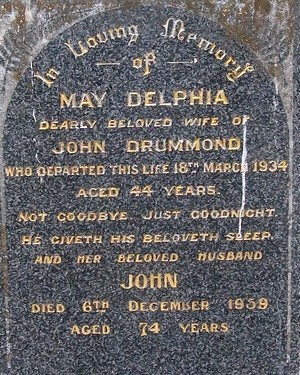 In Loving Memory
of
MAY DELPHIA
DEARLY BELOVED WIFE OF
JOHN DRUMMOND
WHO DEPARTED THIS LIFE 18TH MARCH 1934
AGED 44 YEARS.
NOT GOODBYE, JUST GOODNIGHT.
HE GIVETH HIS BELOVETH SLEEP.
AND HER BELOVED HUSBAND
JOHN
DIED 6TH DECEMBER 1939
AGED 74 YEARS